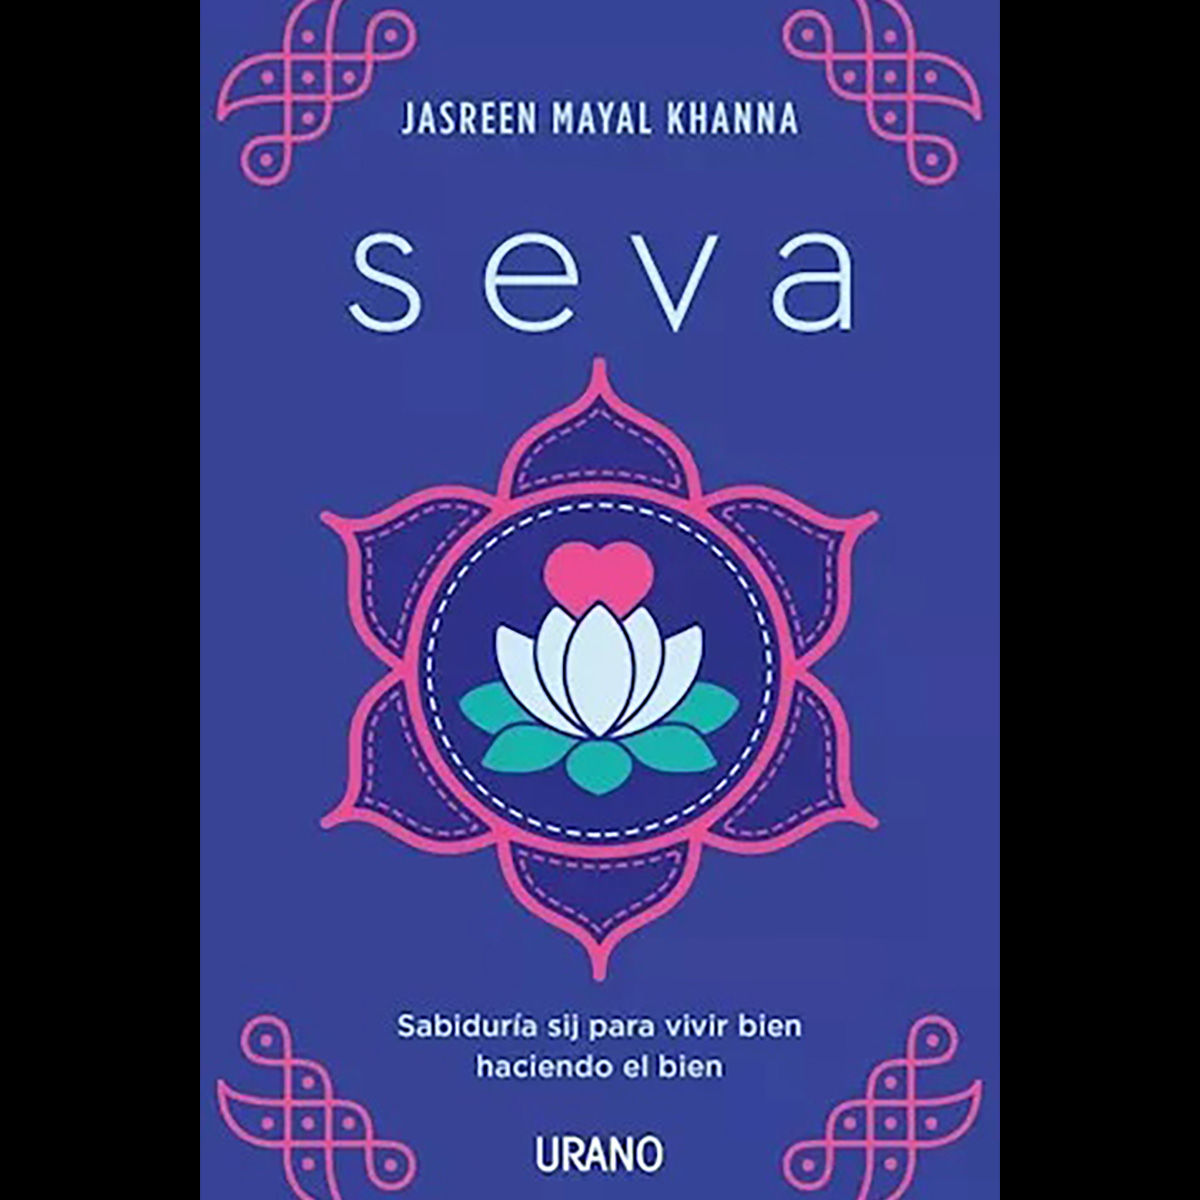 JASREEN MAYAL KHANNA
seva
Sabiduría sij para vivir bien
haciendo el bien
URANO